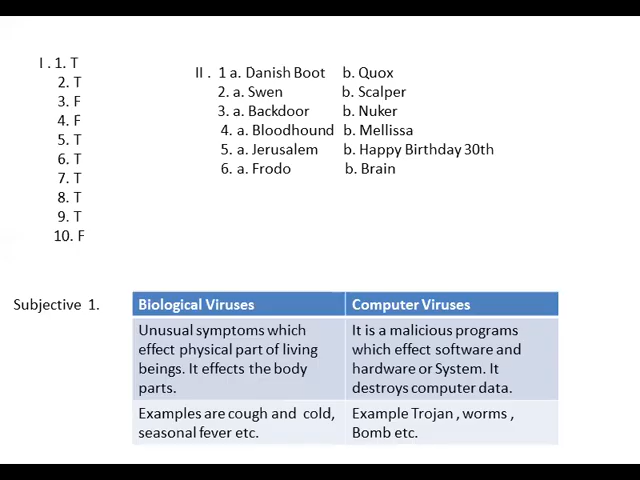 I . 1. T
2. T
3. F
4. F
5. T
6. T
7. T
8. T
9. T
10. F
II . 1 a. Danish Boot b. Quox
2. a. Swen b. Scalper
3. a. Backdoor b. Nuker
4. a. Bloodhound b. Mellissa
5. a. Jerusalem b. Happy Birthday 30th
6. a. Frodo b. Brain
Subjective 1.
Biological Viruses
Unusual symptoms which
effect physical part of living
beings. It effects the body
parts.
Examples are cough and cold,
seasonal fever etc.
Computer Viruses
It is a malicious programs
which effect software and
hardware or System. It
destroys computer data.
Example Trojan , worms ,
Bomb etc.